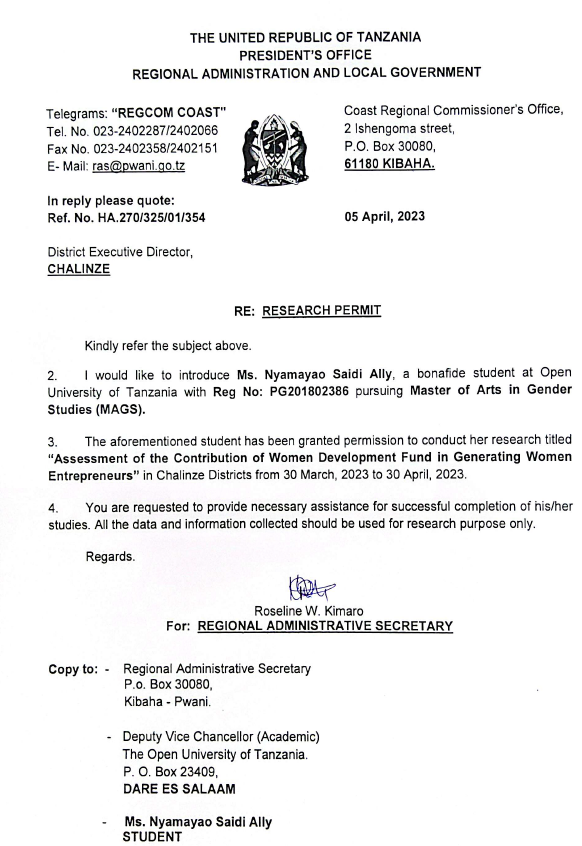 THE UNITED REPUBLIC OF TANZANIA
PRESIDENT'S OFFICE
REGIONAL ADMINISTRATION AND LOCAL GOVERNMENT
Telegrams: "REGCOM COAST"
Tel. No. 023-2402287/2402066
Fax No. 023-2402358/2402151
E- Mail: ras@pwani.go.tz
Coast Regional Commissioner's Office,
2 Ishengoma street,
P.O. Box 30080,
61180 KIBAHA.
In reply please quote:
Ref. No. HA.270/325/01/354
05 April, 2023
District Executive Director,
CHALINZE
RE: RESEARCH PERMIT
Kindly refer the subject above.
2. I would like to introduce Ms. Nyamayao Saidi Ally, a bonafide student at Open
University of Tanzania with Reg No: PG201802386 pursuing Master of Arts in Gender
Studies (MAGS).
3. The aforementioned student has been granted permission to conduct her research titled
"Assessment of the Contribution of Women Development Fund in Generating Women
Entrepreneurs" in Chalinze Districts from 30 March, 2023 to 30 April, 2023.
4. You are requested to provide necessary assistance for successful completion of his/her
studies. All the data and information collected should be used for research purpose only.
Regards.
Roseline W. Kimaro
For: REGIONAL ADMINISTRATIVE SECRETARY
Copy to: - Regional Administrative Secretary
P.o. Box 30080,
Kibaha - Pwani.
- Deputy Vice Chancellor (Academic)
The Open University of Tanzania.
P. O. Box 23409,
DARE ES SALAAM
- Ms. Nyamayao Saidi Ally
STUDENT